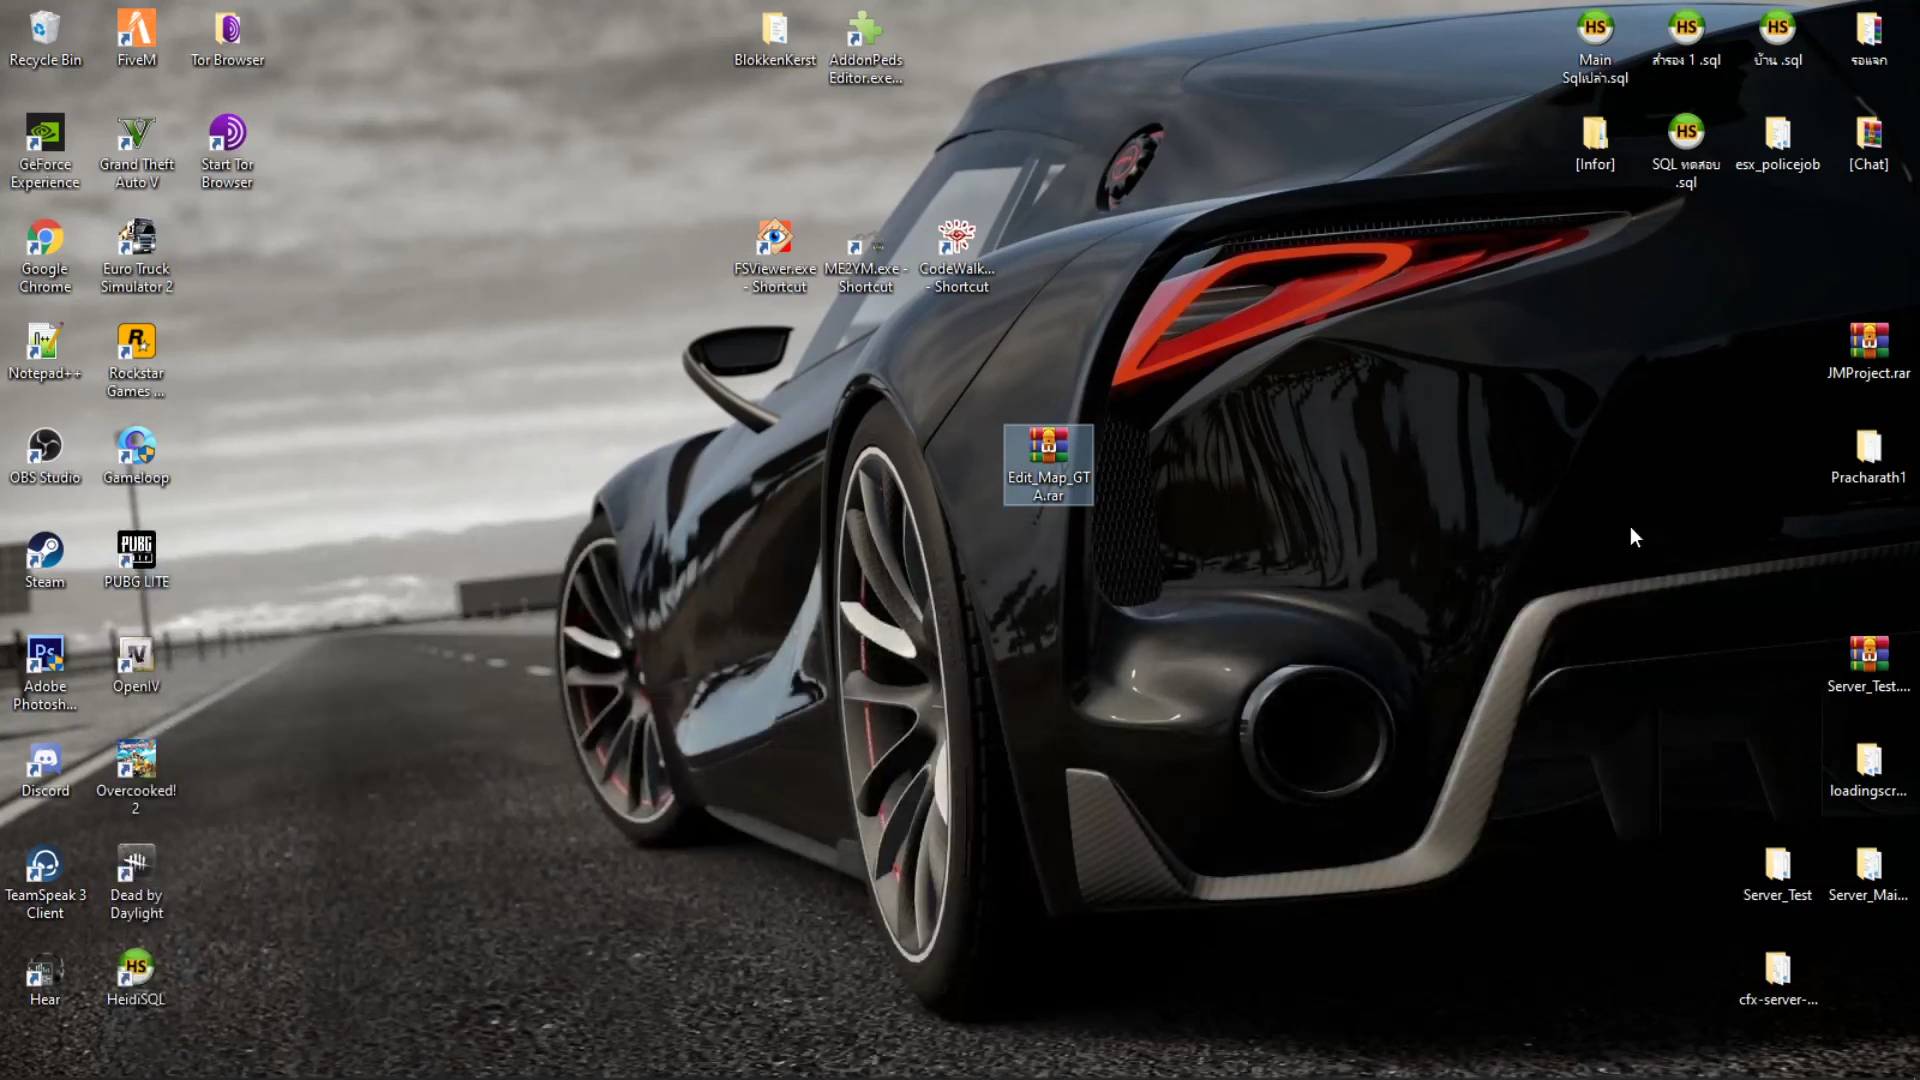 Recycle Bin
FiveM
Tor Browser
BlokkenKerst
AddonPeds
Editor.exe...
Main
Sqlเปล่า.sql
สำรอง 1 .sql
บ้าน .sql
รอแจก
GeForce
Experience
Grand Theft
Auto V
Start Tor
Browser
[Infor]
SQL ทดสอบ
.sql
esx_policejob
[Chat]
Google
Chrome
Euro Truck
Simulator 2
FSViewer.exe
- Shortcut
ME2YM.exe -
Shortcut
CodeWalk...
- Shortcut
Notepad++
Rockstar
Games ...
JMProject.rar
OBS Studio
Gameloop
Edit_Map_GT
A.rar
Pracharath1
Steam
PUBG LITE
Adobe
Photosh...
OpenIV
Server_Test....
Discord
Overcooked!
2
loadingscr...
TeamSpeak 3
Client
Dead by
Daylight
Server_Test
Server_Mai...
Hear
HeidiSQL
cfx-server-...